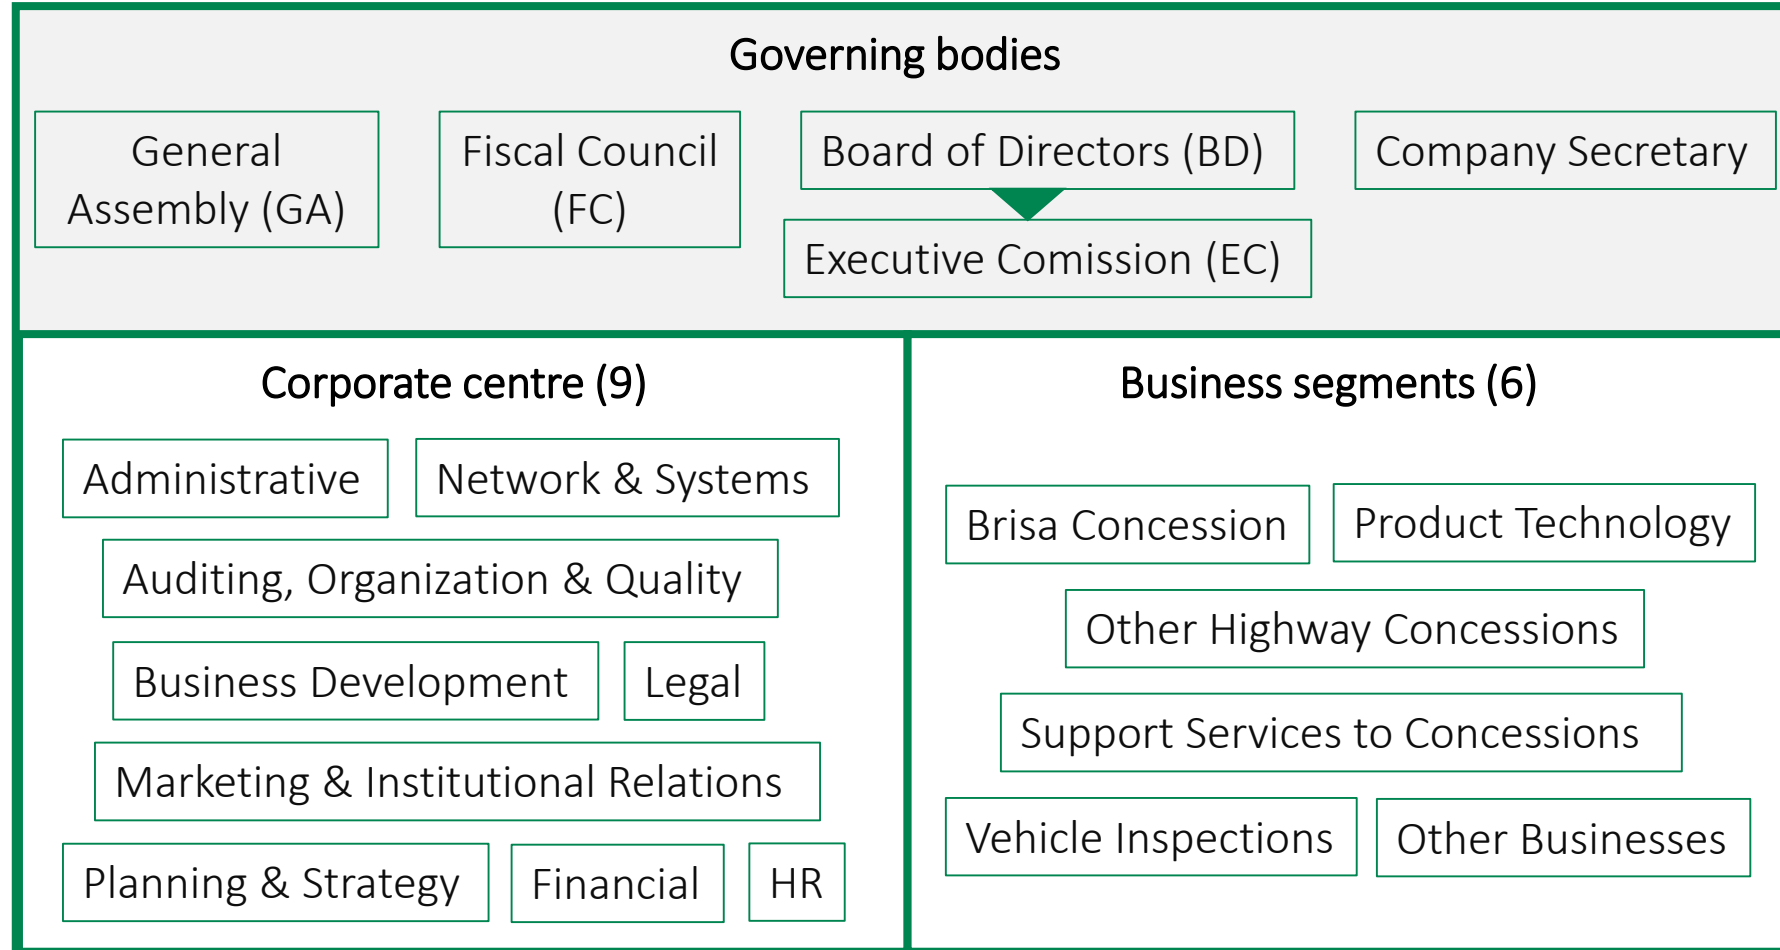 Governing bodies
General
Assembly (GA)
Fiscal Council
(FC)
Board of Directors (BD)
Executive Comission (EC)
Company Secretary
Corporate centre (9)
Administrative
Network & Systems
Auditing, Organization & Quality
Business Development
Legal
Marketing & Institutional Relations
Planning & Strategy
Financial
HR
Business segments (6)
Brisa Concession
Product Technology
Other Highway Concessions
Support Services to Concessions
Vehicle Inspections
Other Businesses